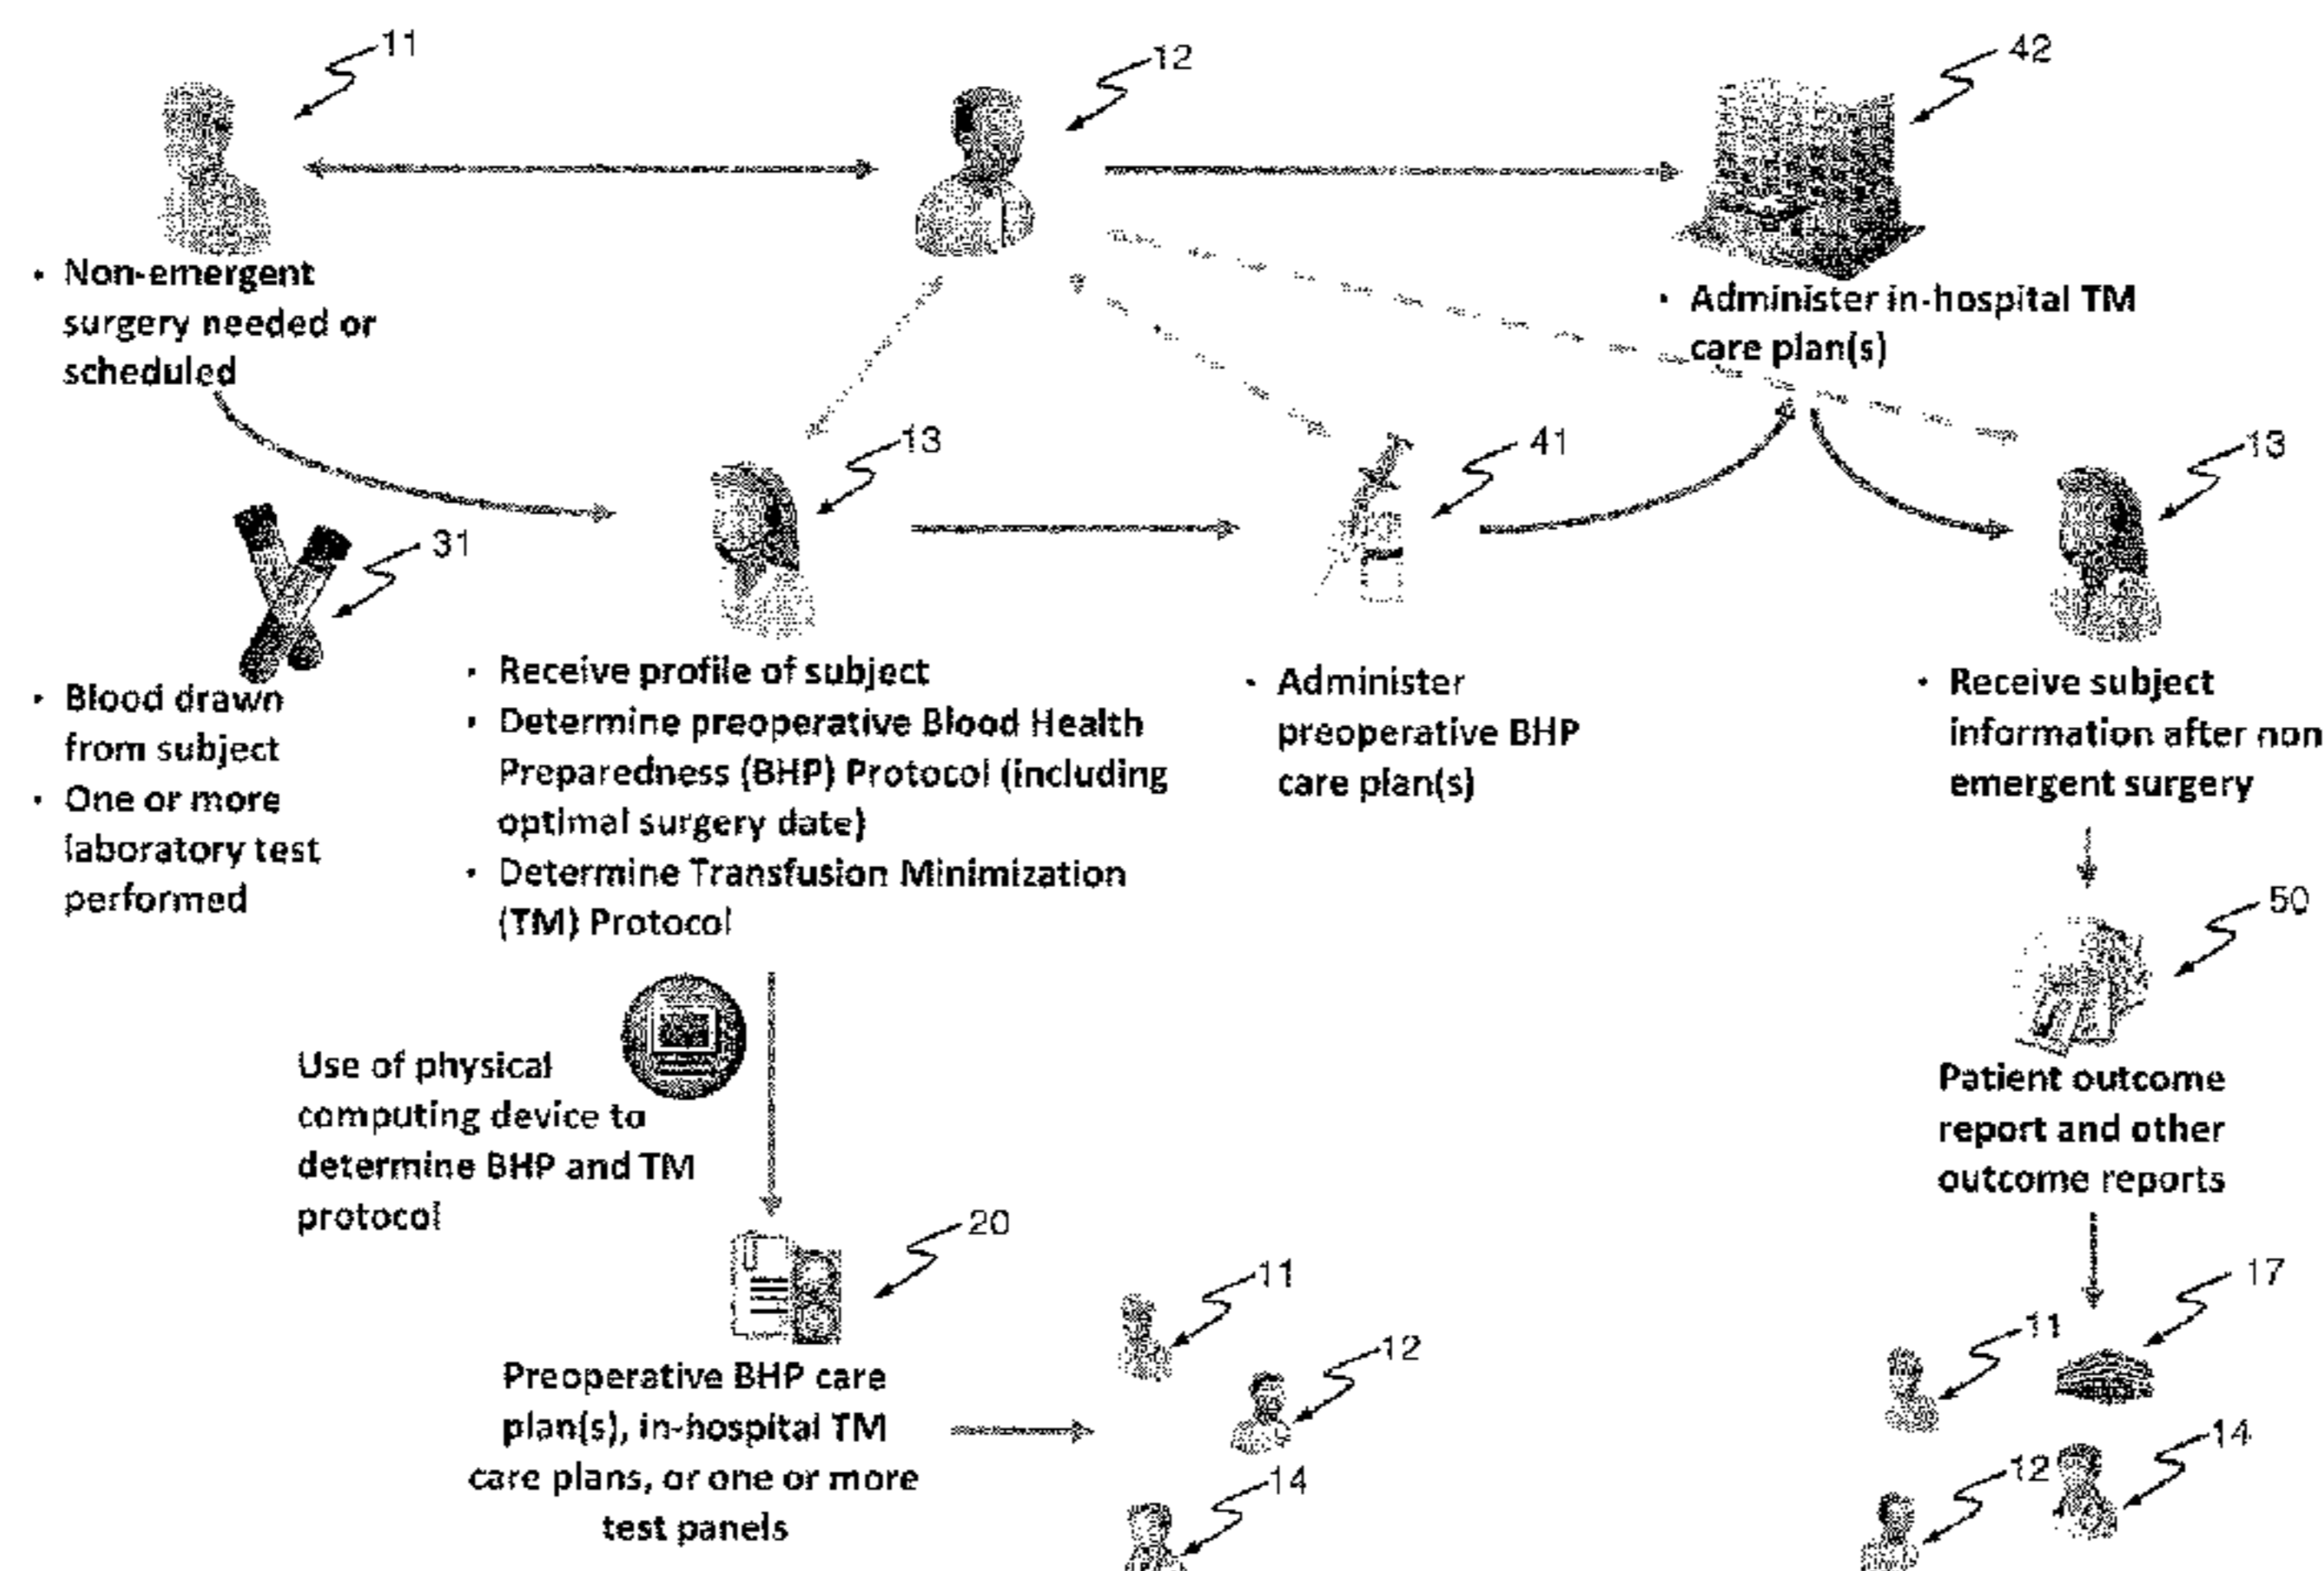 11
12
42
• Non-emergent
surgery needed or
scheduled
• Administer in-hospital TM
care plan(s)
13
41
13
31
• Blood drawn
from subject
• One or more
laboratory test
performed
• Receive profile of subject
• Determine preoperative Blood Health
Preparedness (BHP) Protocol (including
optimal surgery date)
• Determine Transfusion Minimization
(TM) Protocol
• Administer
preoperative BHP
care plan(s)
• Receive subject
information after non
emergent surgery
50
Use of physical
computing device to
determine BHP and TM
protocol
Patient outcome
report and other
outcome reports
20
Preoperative BHP care
plan(s), in-hospital TM
care plans, or one or more
test panels
11
12
14
17
11
14
12